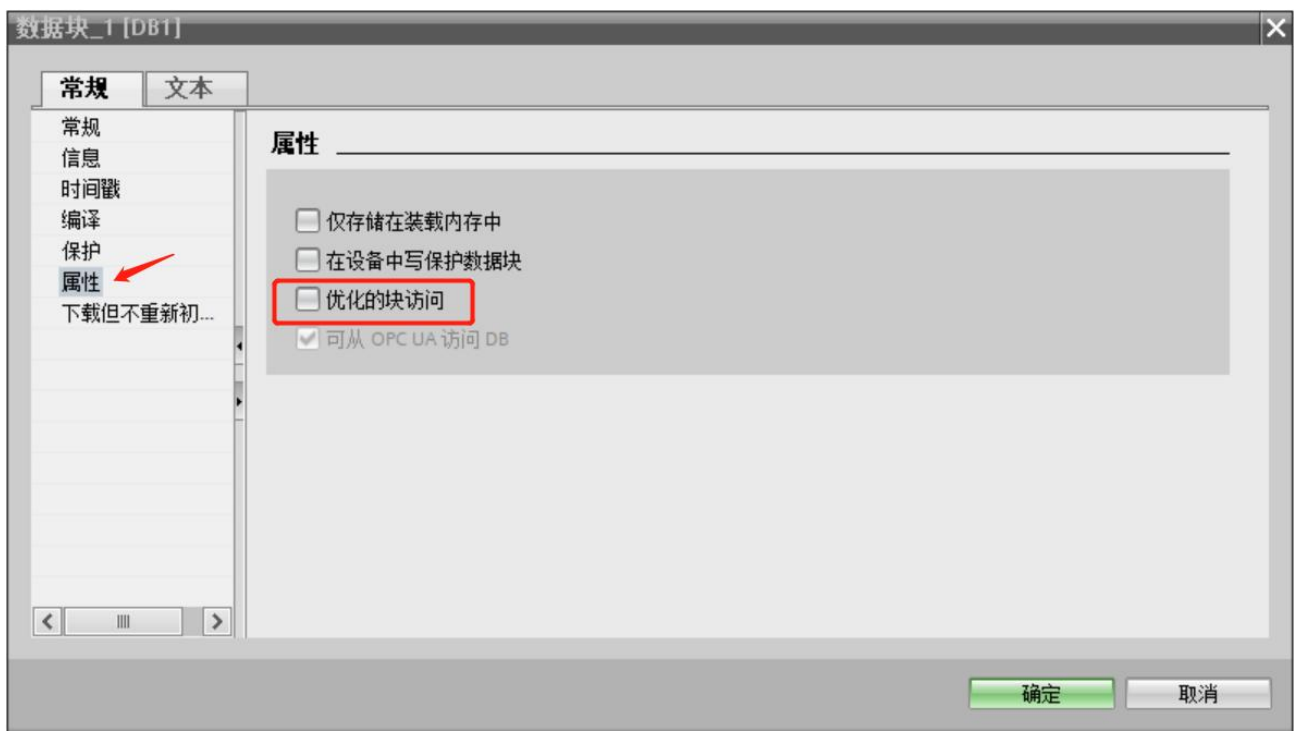 数据块_1 [DB1]
常规 文本
常规
信息
时间戳
编译
保护
属性
下载但不重新初...
属性
仅存储在装载内存中
在设备中写保护数据块
优化的块访问
可从 OPC UA 访问 DB
确定 取消